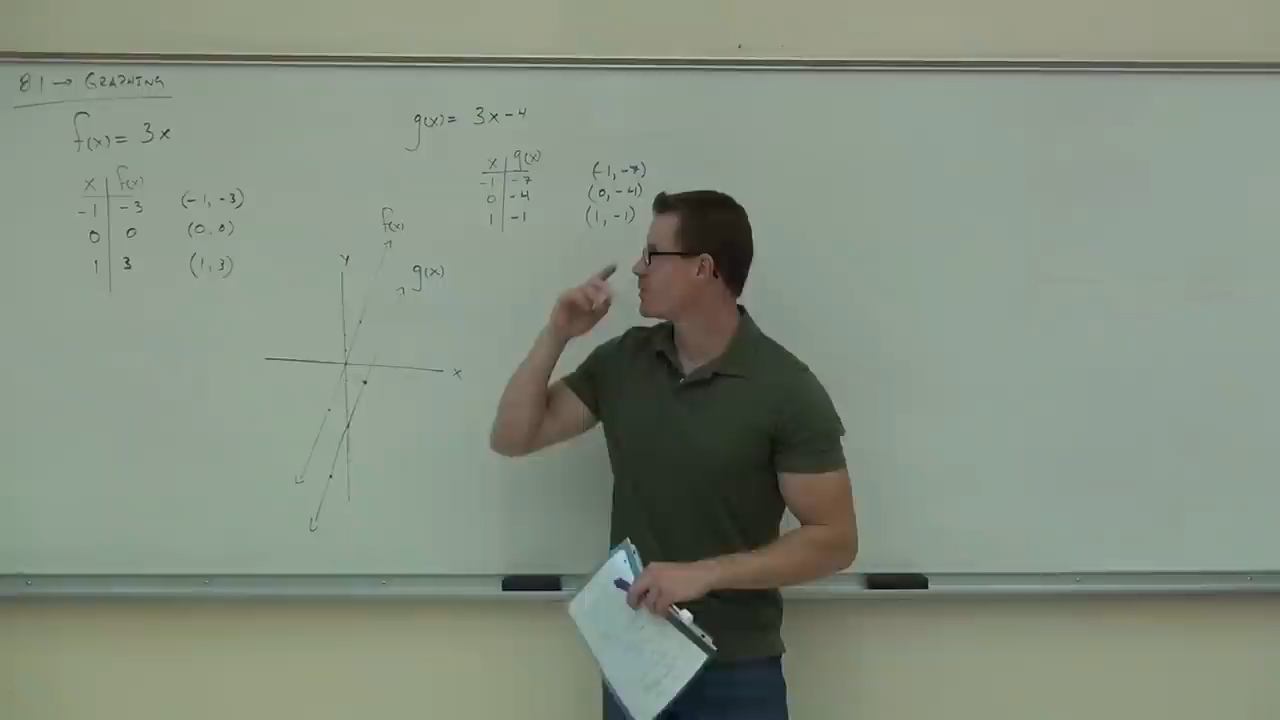 8.1 → GRAPHING
f(x) = 3x
x f(x)
-1 -3 (-1, -3)
0 0 (0, 0)
1 3 (1, 3)
g(x) = 3x - 4
x g(x)
-1 -7 (-1, -7)
0 -4 (0, -4)
1 -1 (1, -1)
f(x)
y
g(x)
x